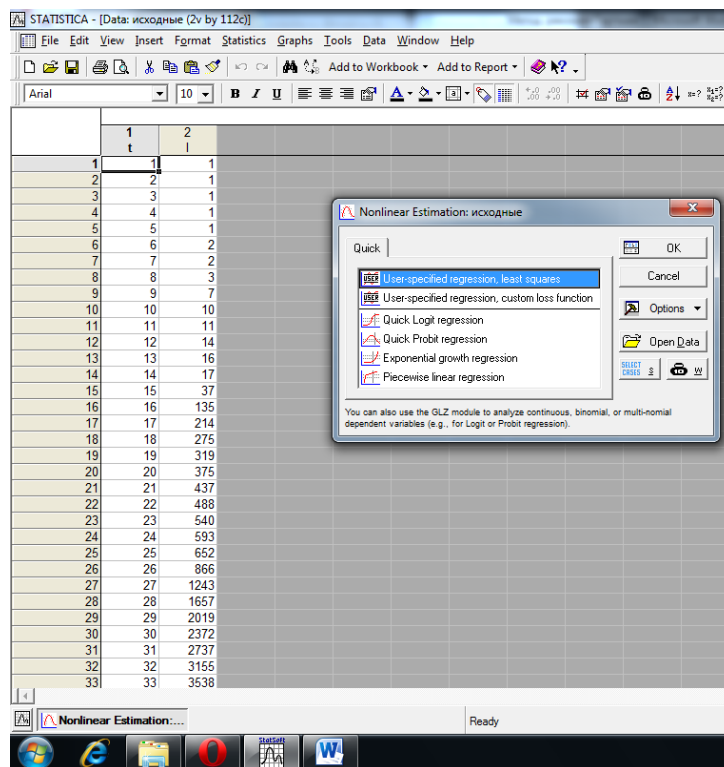 STATISTICA - [Data: исходные (2v by 112c)]
File Edit View Insert Format Statistics Graphs Tools Data Window Help
Add to Workbook Add to Report
Arial 10 B I U
1 2
t l
1 1 1
2 2 1
3 3 1
4 4 1
5 5 1
6 6 2
7 7 2
8 8 3
9 9 7
10 10 10
11 11 11
12 12 14
13 13 16
14 14 17
15 15 37
16 16 135
17 17 214
18 18 275
19 19 319
20 20 375
21 21 437
22 22 488
23 23 540
24 24 593
25 25 652
26 26 866
27 27 1243
28 28 1657
29 29 2019
30 30 2372
31 31 2737
32 32 3155
33 33 3538
Nonlinear Estimation: исходные
Quick
User-specified regression, least squares
User-specified regression, custom loss function
Quick Logit regression
Quick Probit regression
Exponential growth regression
Piecewise linear regression
OK
Cancel
Options
Open Data
SELECT CASES S W
You can also use the GLZ module to analyze continuous, binomial, or multi-nomial
dependent variables (e.g., for Logit or Probit regression).
Nonlinear Estimation:...
Ready
StatSoft